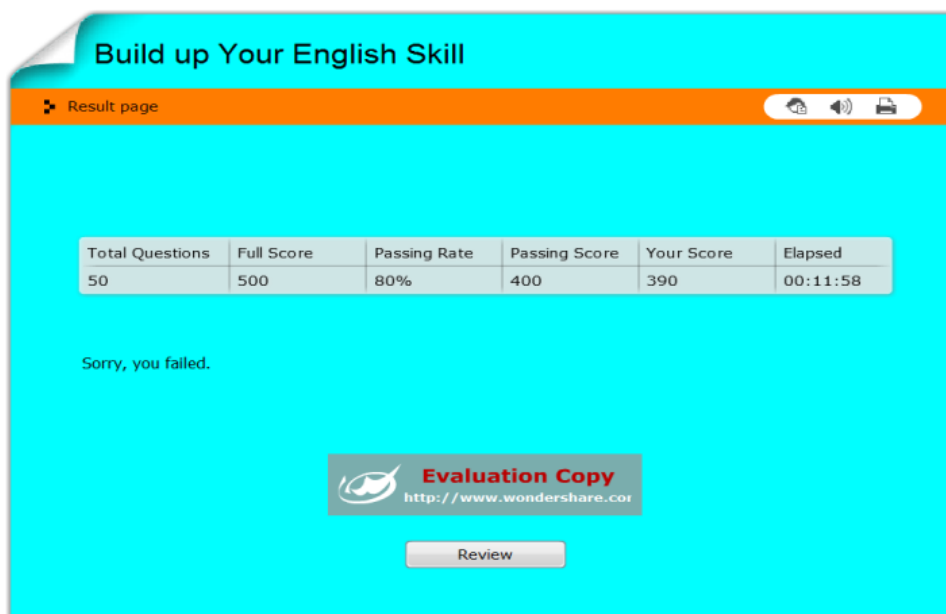 Build up Your English Skill
Result page
Total Questions Full Score Passing Rate Passing Score Your Score Elapsed
50 500 80% 400 390 00:11:58
Sorry, you failed.
Evaluation Copy
http://www.wondershare.cor
Review